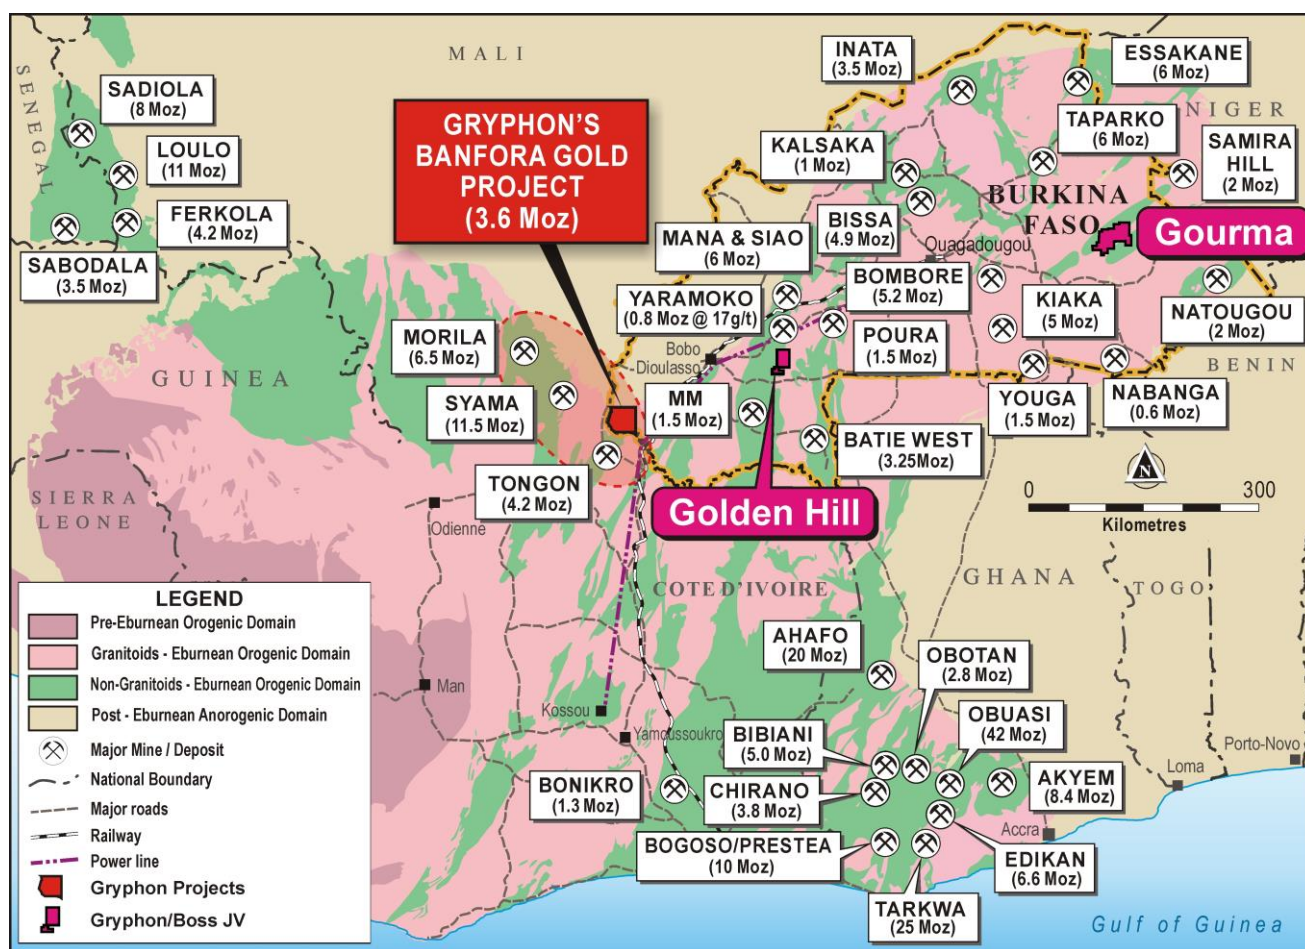 MALI
SENEGAL
SADIOLA
(8 Moz)
LOULO
(11 Moz)
FERKOLA
(4.2 Moz)
SABODALA
(3.5 Moz)
GRYPHON'S
BANFORA GOLD
PROJECT
(3.6 Moz)
INATA
(3.5 Moz)
ESSAKANE
(6 Moz)
NIGER
TAPARKO
(6 Moz)
SAMIRA
HILL
(2 Moz)
KALSAKA
(1 Moz)
BURKINA
FASO
BISSA
(4.9 Moz)
Ouagadougou
Gourma
MANA & SIAO
(6 Moz)
BOMBORE
(5.2 Moz)
YARAMOKO
(0.8 Moz @ 17g/t)
KIAKA
(5 Moz)
NATOUGOU
(2 Moz)
POURA
(1.5 Moz)
BENIN
Bobo
Dioulasso
MORILA
(6.5 Moz)
GUINEA
SYAMA
(11.5 Moz)
MM
(1.5 Moz)
YOUGA
(1.5 Moz)
NABANGA
(0.6 Moz)
BATIE WEST
(3.25Moz)
TONGON
(4.2 Moz)
Golden Hill
N
0 300
Kilometres
SIERRA
LEONE
Odienne
COTE D'IVOIRE
GHANA
TOGO
LEGEND
Pre-Eburnean Orogenic Domain
Granitoids - Eburnean Orogenic Domain
Non-Granitoids - Eburnean Orogenic Domain
Post - Eburnean Anorogenic Domain
Major Mine / Deposit
National Boundary
Major roads
Railway
Power line
Gryphon Projects
Gryphon/Boss JV
Man
Kossou
Yamoussoukro
AHAFO
(20 Moz)
OBOTAN
(2.8 Moz)
OBUASI
(42 Moz)
BIBIANI
(5.0 Moz)
BONIKRO
(1.3 Moz)
CHIRANO
(3.8 Moz)
AKYEM
(8.4 Moz)
Porto-Novo
Loma
Accra
BOGOSO/PRESTEA
(10 Moz)
EDIKAN
(6.6 Moz)
TARKWA
(25 Moz)
Gulf of Guinea